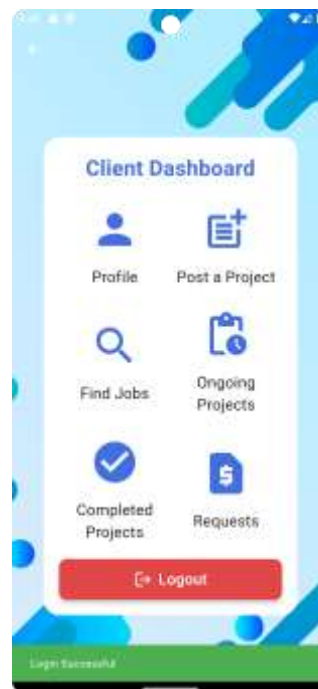 Client Dashboard
Profile
Post a Project
Find Jobs
Ongoing
Projects
Completed
Projects
Requests
Logout
Login Successful